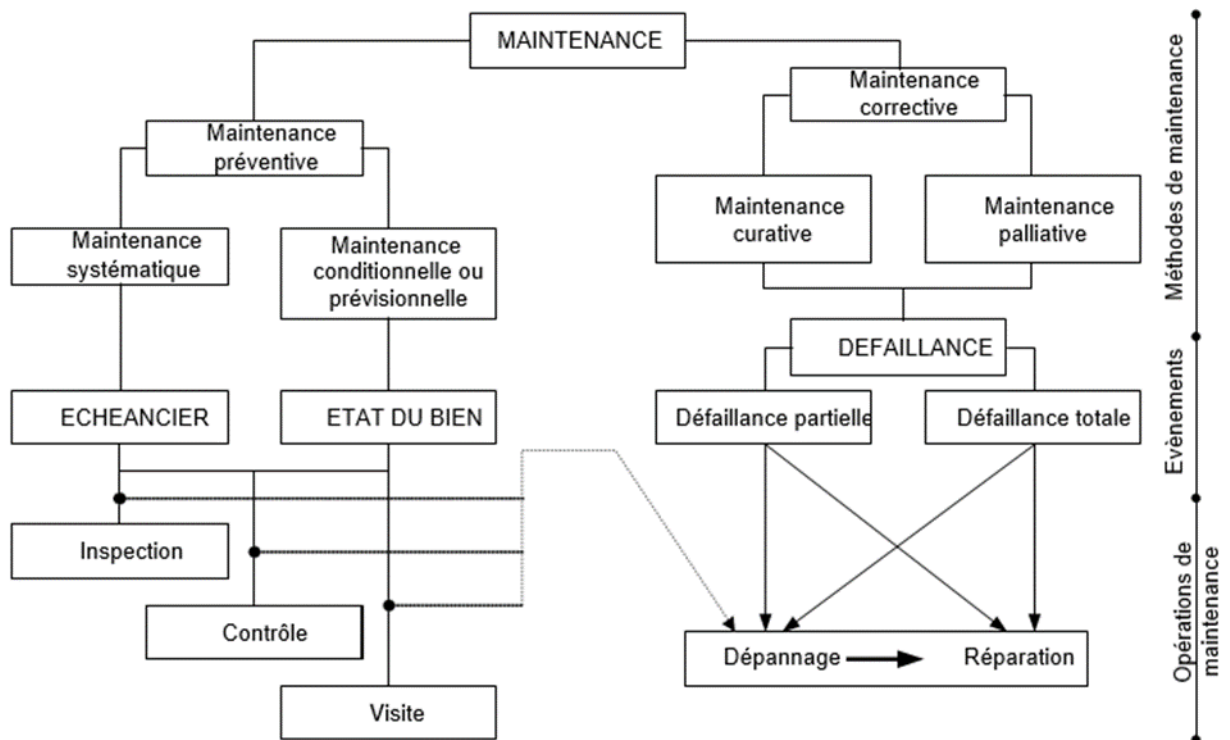 MAINTENANCE
Maintenance
corrective
Maintenance
préventive
Maintenance
curative
Maintenance
palliative
Maintenance
systématique
Maintenance
conditionnelle ou
prévisionnelle
DEFAILLANCE
ECHEANCIER
ETAT DU BIEN
Défaillance partielle
Défaillance totale
Inspection
Contrôle
Visite
Dépannage
Réparation
Méthodes de maintenance
Evènements
Opérations de
maintenance